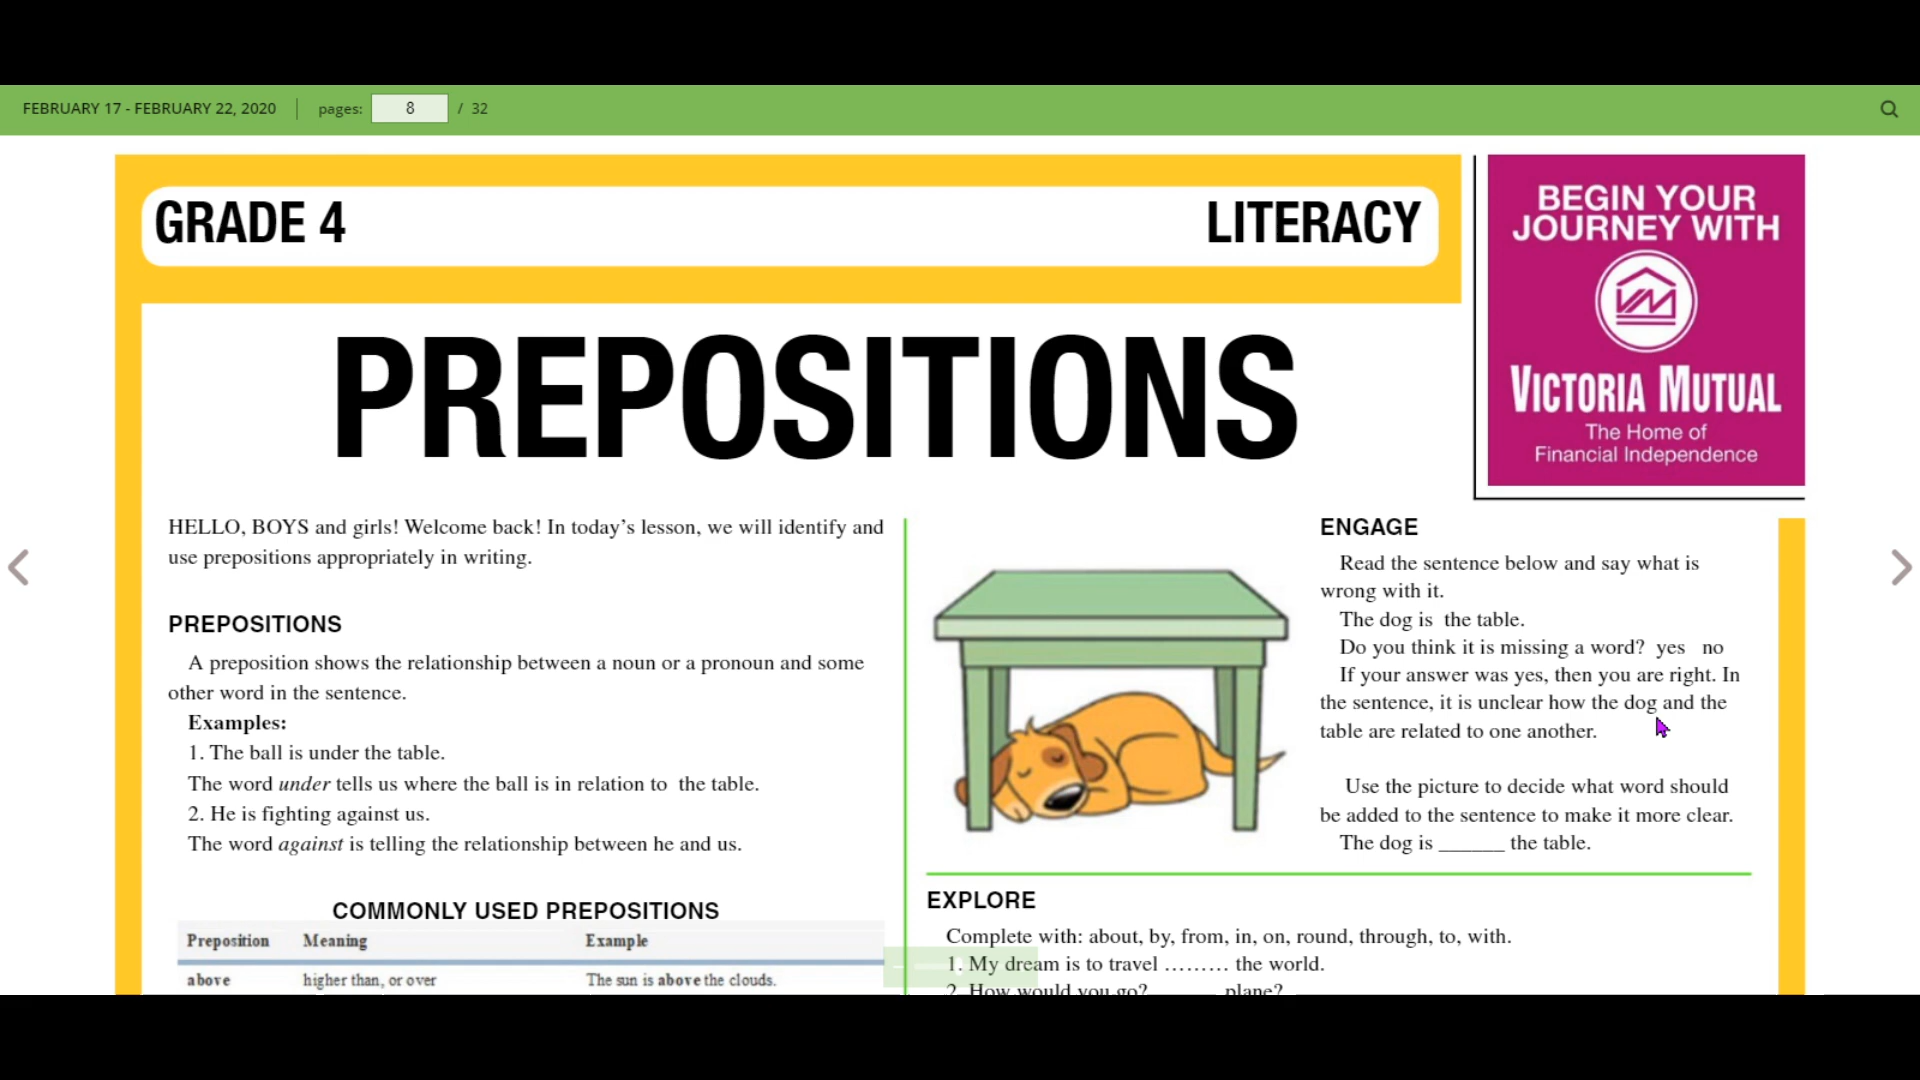 FEBRUARY 17 - FEBRUARY 22, 2020 pages: 8 / 32
GRADE 4 LITERACY
BEGIN YOUR
JOURNEY WITH
VM
VICTORIA MUTUAL
The Home of
Financial Independence
PREPOSITIONS
HELLO, BOYS and girls! Welcome back! In today's lesson, we will identify and
use prepositions appropriately in writing.
PREPOSITIONS
A preposition shows the relationship between a noun or a pronoun and some
other word in the sentence.
Examples:
1. The ball is under the table.
The word under tells us where the ball is in relation to the table.
2. He is fighting against us.
The word against is telling the relationship between he and us.
COMMONLY USED PREPOSITIONS
Preposition Meaning Example
above higher than, or over The sun is above the clouds.
ENGAGE
Read the sentence below and say what is
wrong with it.
The dog is the table.
Do you think it is missing a word? yes no
If your answer was yes, then you are right. In
the sentence, it is unclear how the dog and the
table are related to one another.
Use the picture to decide what word should
be added to the sentence to make it more clear.
The dog is ______ the table.
EXPLORE
Complete with: about, by, from, in, on, round, through, to, with.
1. My dream is to travel ……… the world.
2. How would you go? plane?